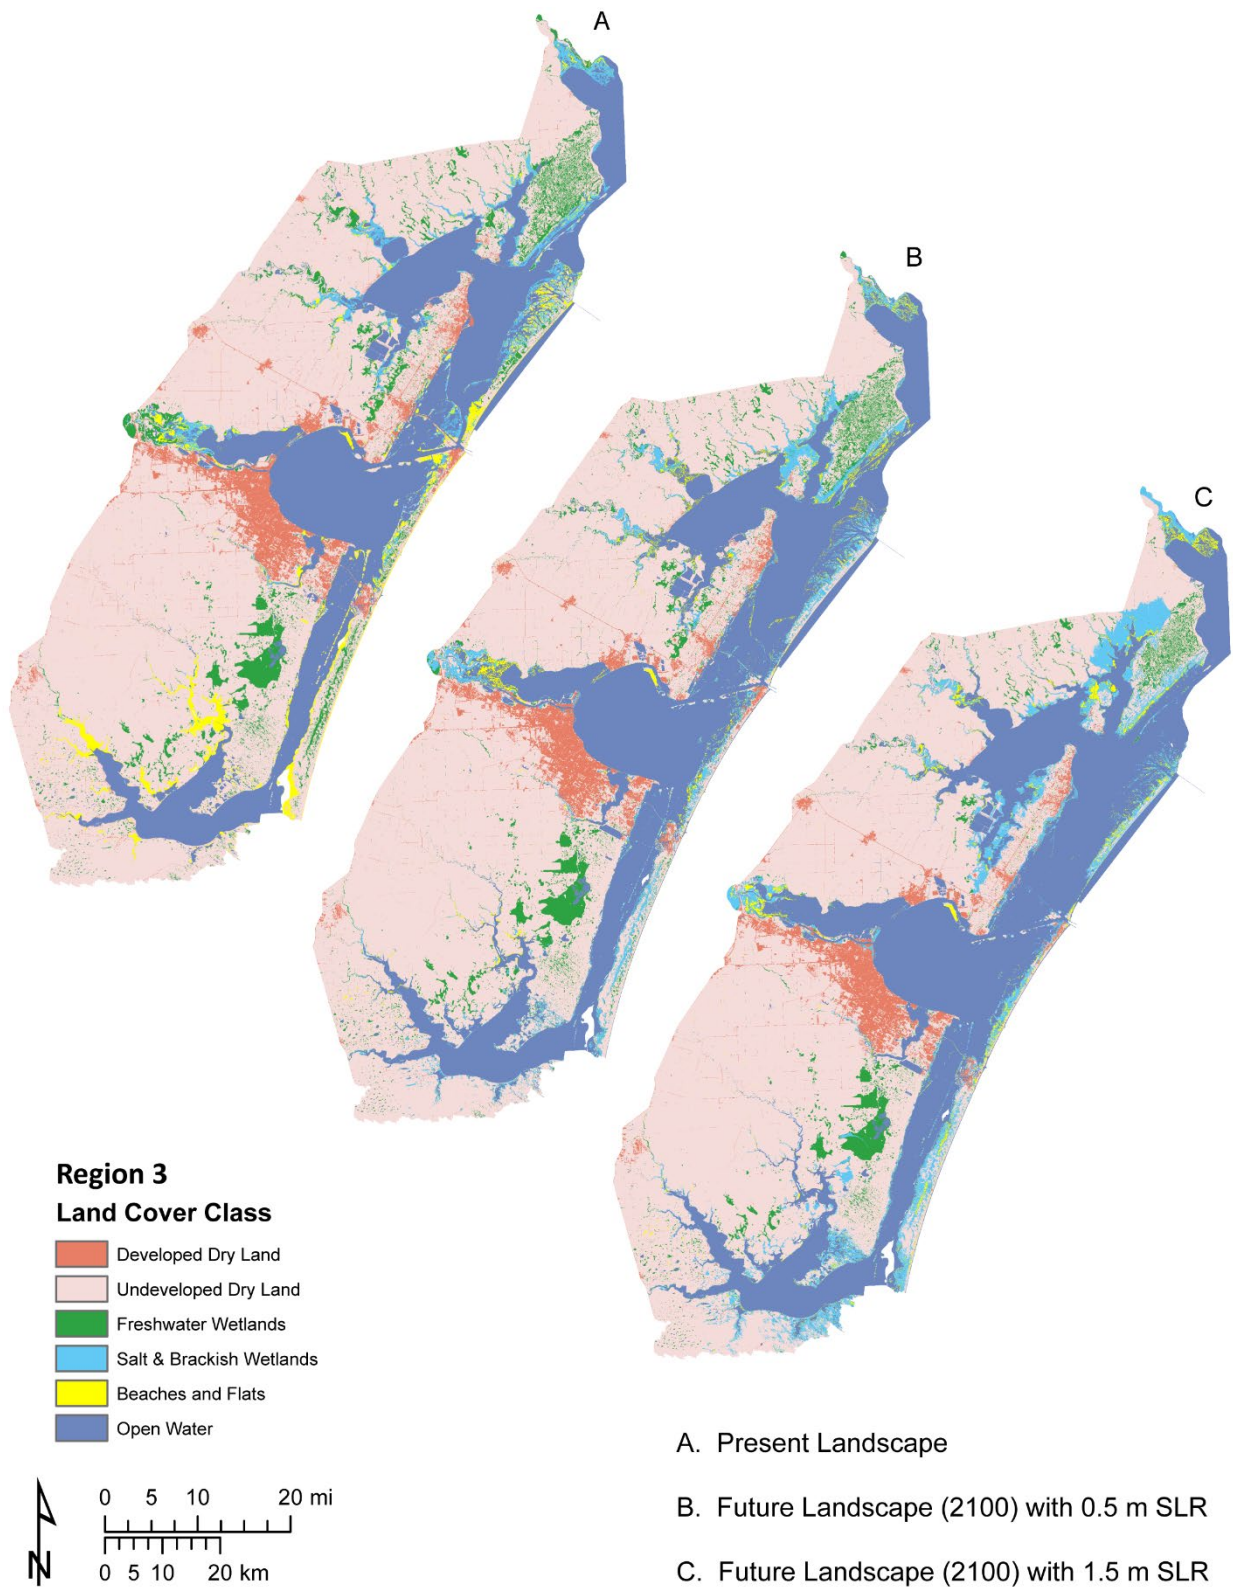 A
B
C
Region 3
Land Cover Class
Developed Dry Land
Undeveloped Dry Land
Freshwater Wetlands
Salt & Brackish Wetlands
Beaches and Flats
Open Water
A. Present Landscape
B. Future Landscape (2100) with 0.5 m SLR
C. Future Landscape (2100) with 1.5 m SLR
N
0 5 10 20 mi
0 5 10 20 km